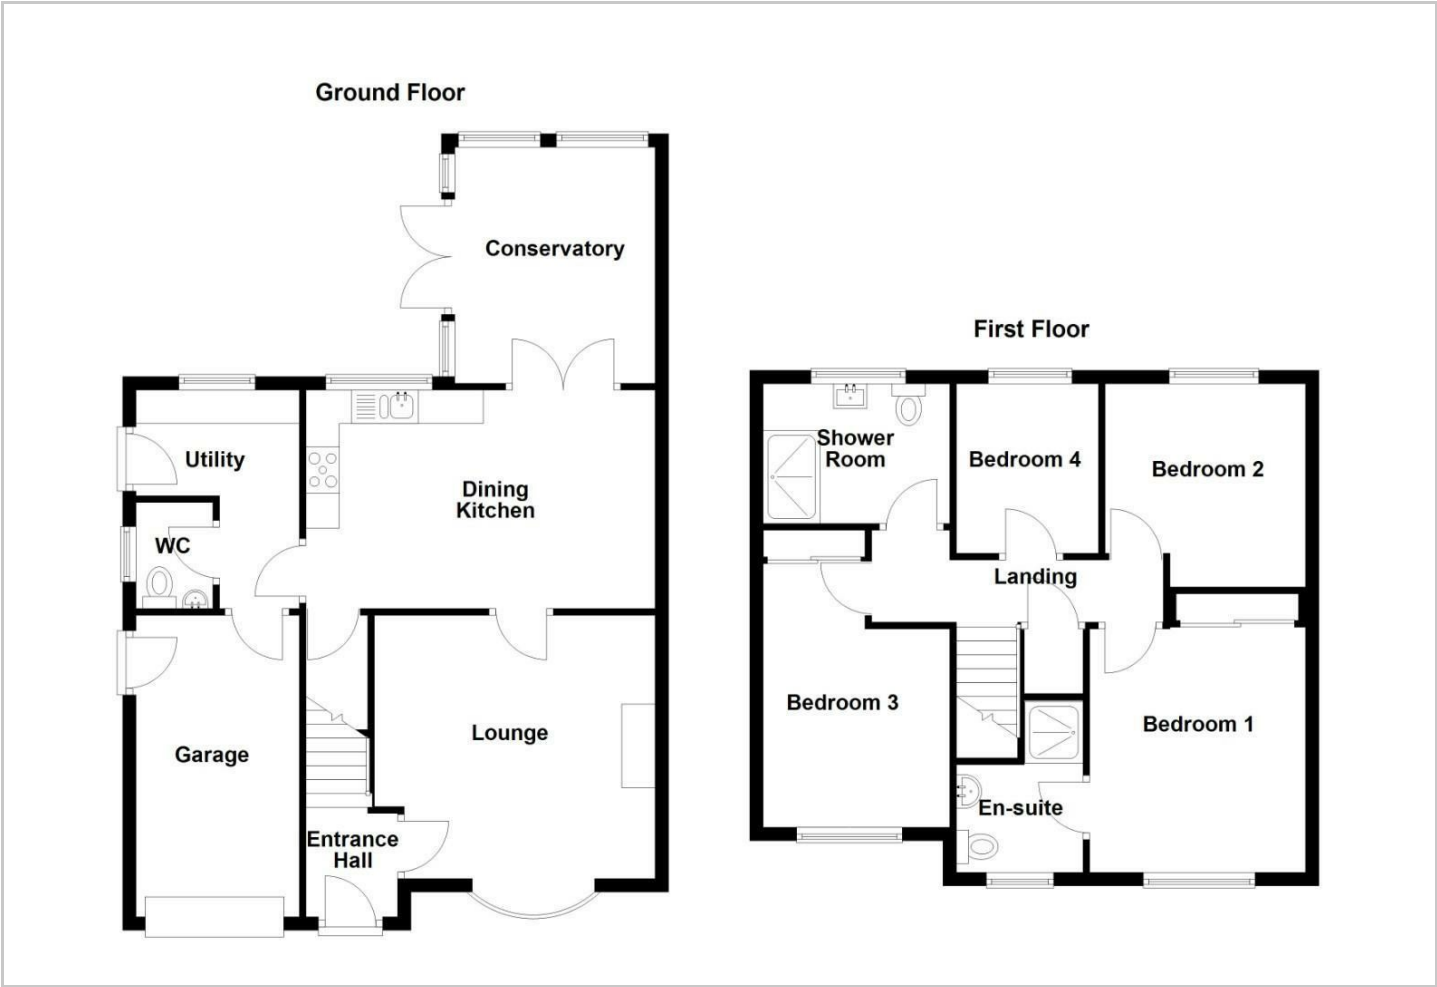 Ground Floor
Conservatory
Utility
Dining
Kitchen
WC
Lounge
Garage
Entrance
Hall
First Floor
Shower
Room
Bedroom 4
Bedroom 2
Landing
Bedroom 3
Bedroom 1
En-suite